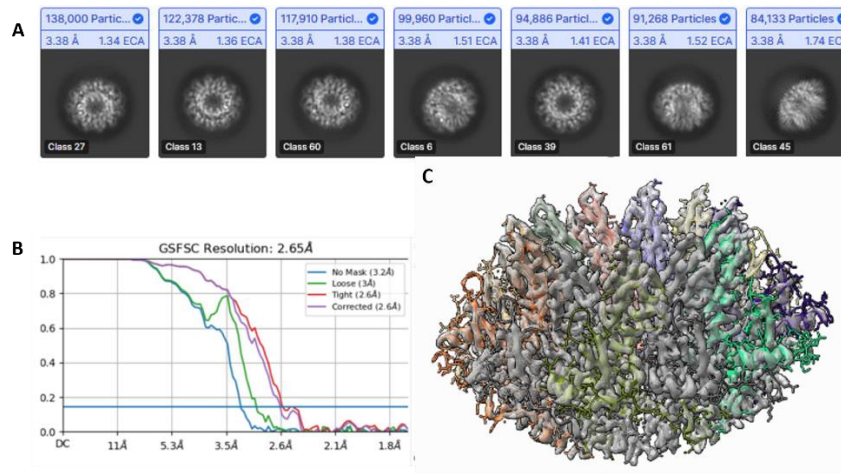 A
138,000 Partic... 122,378 Partic... 117,910 Particl... 99,960 Particl... 94,886 Particl... 91,268 Particles 84,133 Particles
3.38 Å 1.34 ECA 3.38 Å 1.36 ECA 3.38 Å 1.38 ECA 3.38 Å 1.51 ECA 3.38 Å 1.41 ECA 3.38 Å 1.52 ECA 3.38 Å 1.74 EC
Class 27 Class 13 Class 60 Class 6 Class 39 Class 61 Class 45
C
B
GSFSC Resolution: 2.65Å
No Mask (3.2Å)
Loose (3Å)
Tight (2.6Å)
Corrected (2.6Å)
1.0
0.8
0.6
0.4
0.2
0.0
DC 11Å 5.3Å 3.5Å 2.6Å 2.1Å 1.8Å